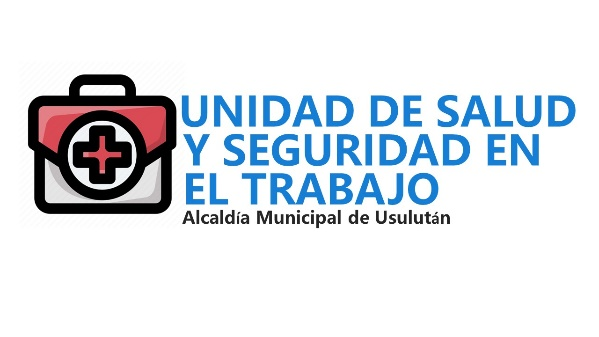 UNIDAD DE SALUD
Y SEGURIDAD EN
EL TRABAJO
Alcaldía Municipal de Usulután